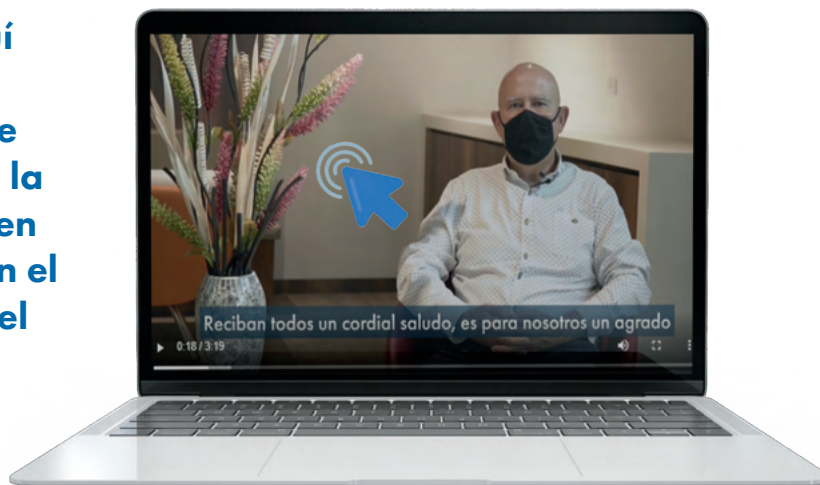 uí
e
la
en
n el
el
Reciban todos un cordial saludo, es para nosotros un agrado
0:18 / 3:19